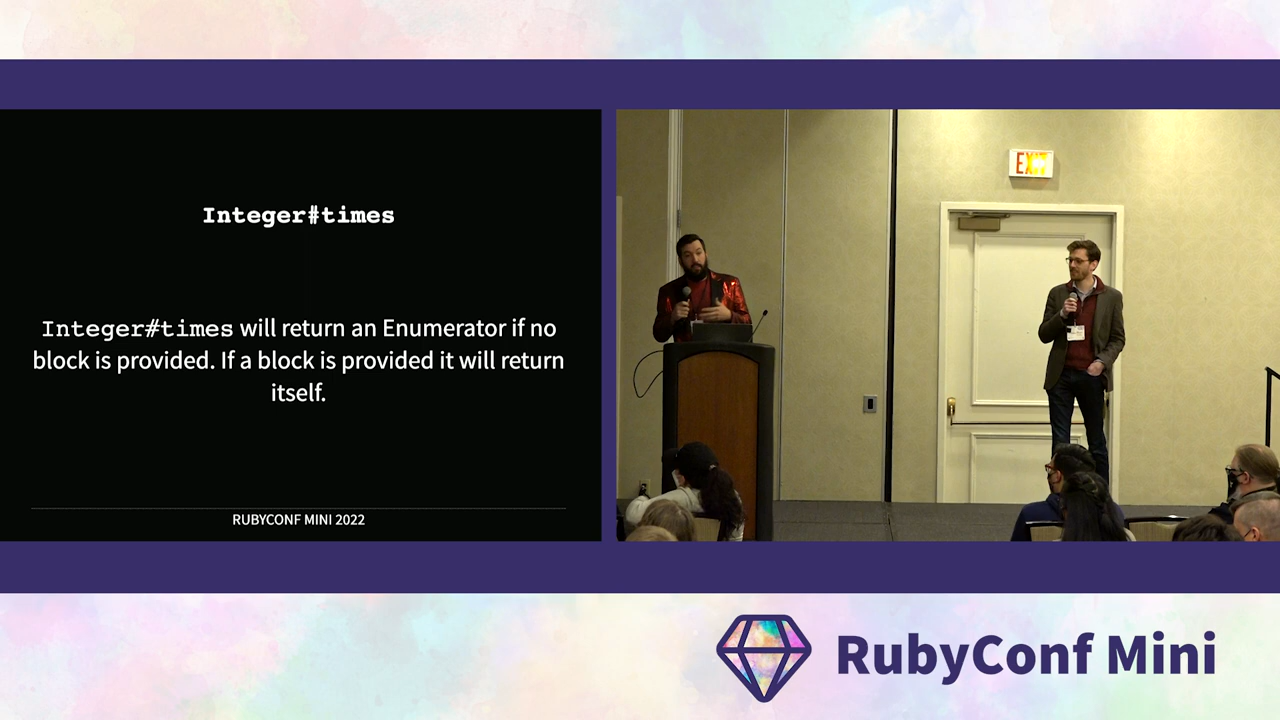 Integer#times
Integer#times will return an Enumerator if no
block is provided. If a block is provided it will return
itself.
RUBYCONF MINI 2022
EXIT
RubyConf Mini